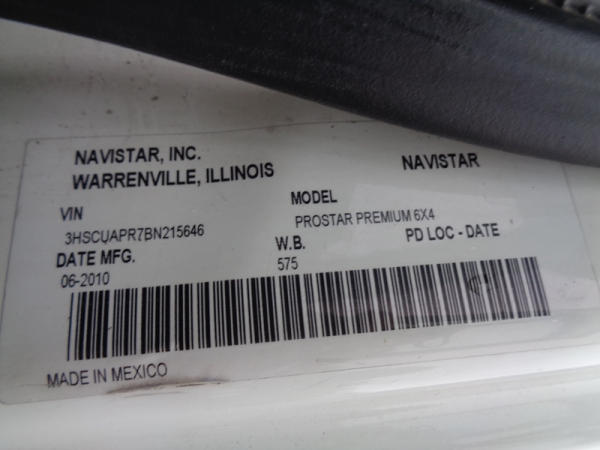 NAVISTAR, INC. NAVISTAR
WARRENVILLE, ILLINOIS
VIN MODEL
3HSCUAPR7BN215646 PROSTAR PREMIUM 6X4
DATE MFG. W.B. PD LOC - DATE
06-2010 575
MADE IN MEXICO